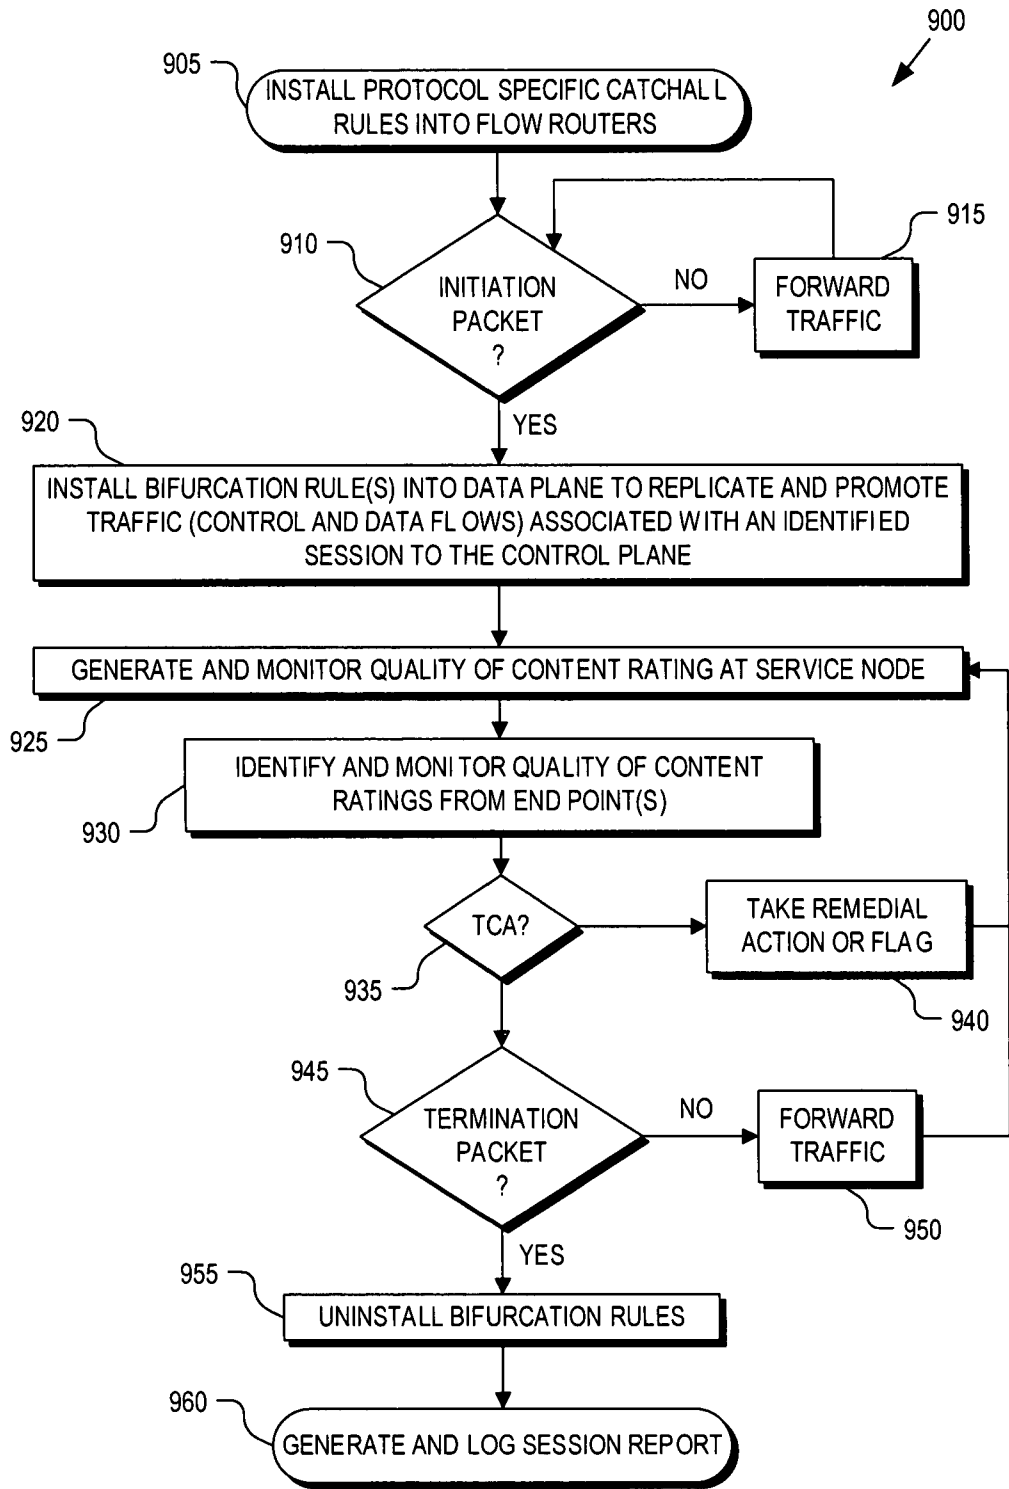 900
905
INSTALL PROTOCOL SPECIFIC CATCHALL
RULES INTO FLOW ROUTERS
910
INITIATION
PACKET
?
NO
915
FORWARD
TRAFFIC
YES
920
INSTALL BIFURCATION RULE(S) INTO DATA PLANE TO REPLICATE AND PROMOTE
TRAFFIC (CONTROL AND DATA FLOWS) ASSOCIATED WITH AN IDENTIFIED
SESSION TO THE CONTROL PLANE
GENERATE AND MONITOR QUALITY OF CONTENT RATING AT SERVICE NODE
925
IDENTIFY AND MONITOR QUALITY OF CONTENT
RATINGS FROM END POINT(S)
930
TCA?
935
TAKE REMEDIAL
ACTION OR FLAG
940
945
TERMINATION
PACKET
?
NO
FORWARD
TRAFFIC
950
YES
955
UNINSTALL BIFURCATION RULES
960
GENERATE AND LOG SESSION REPORT